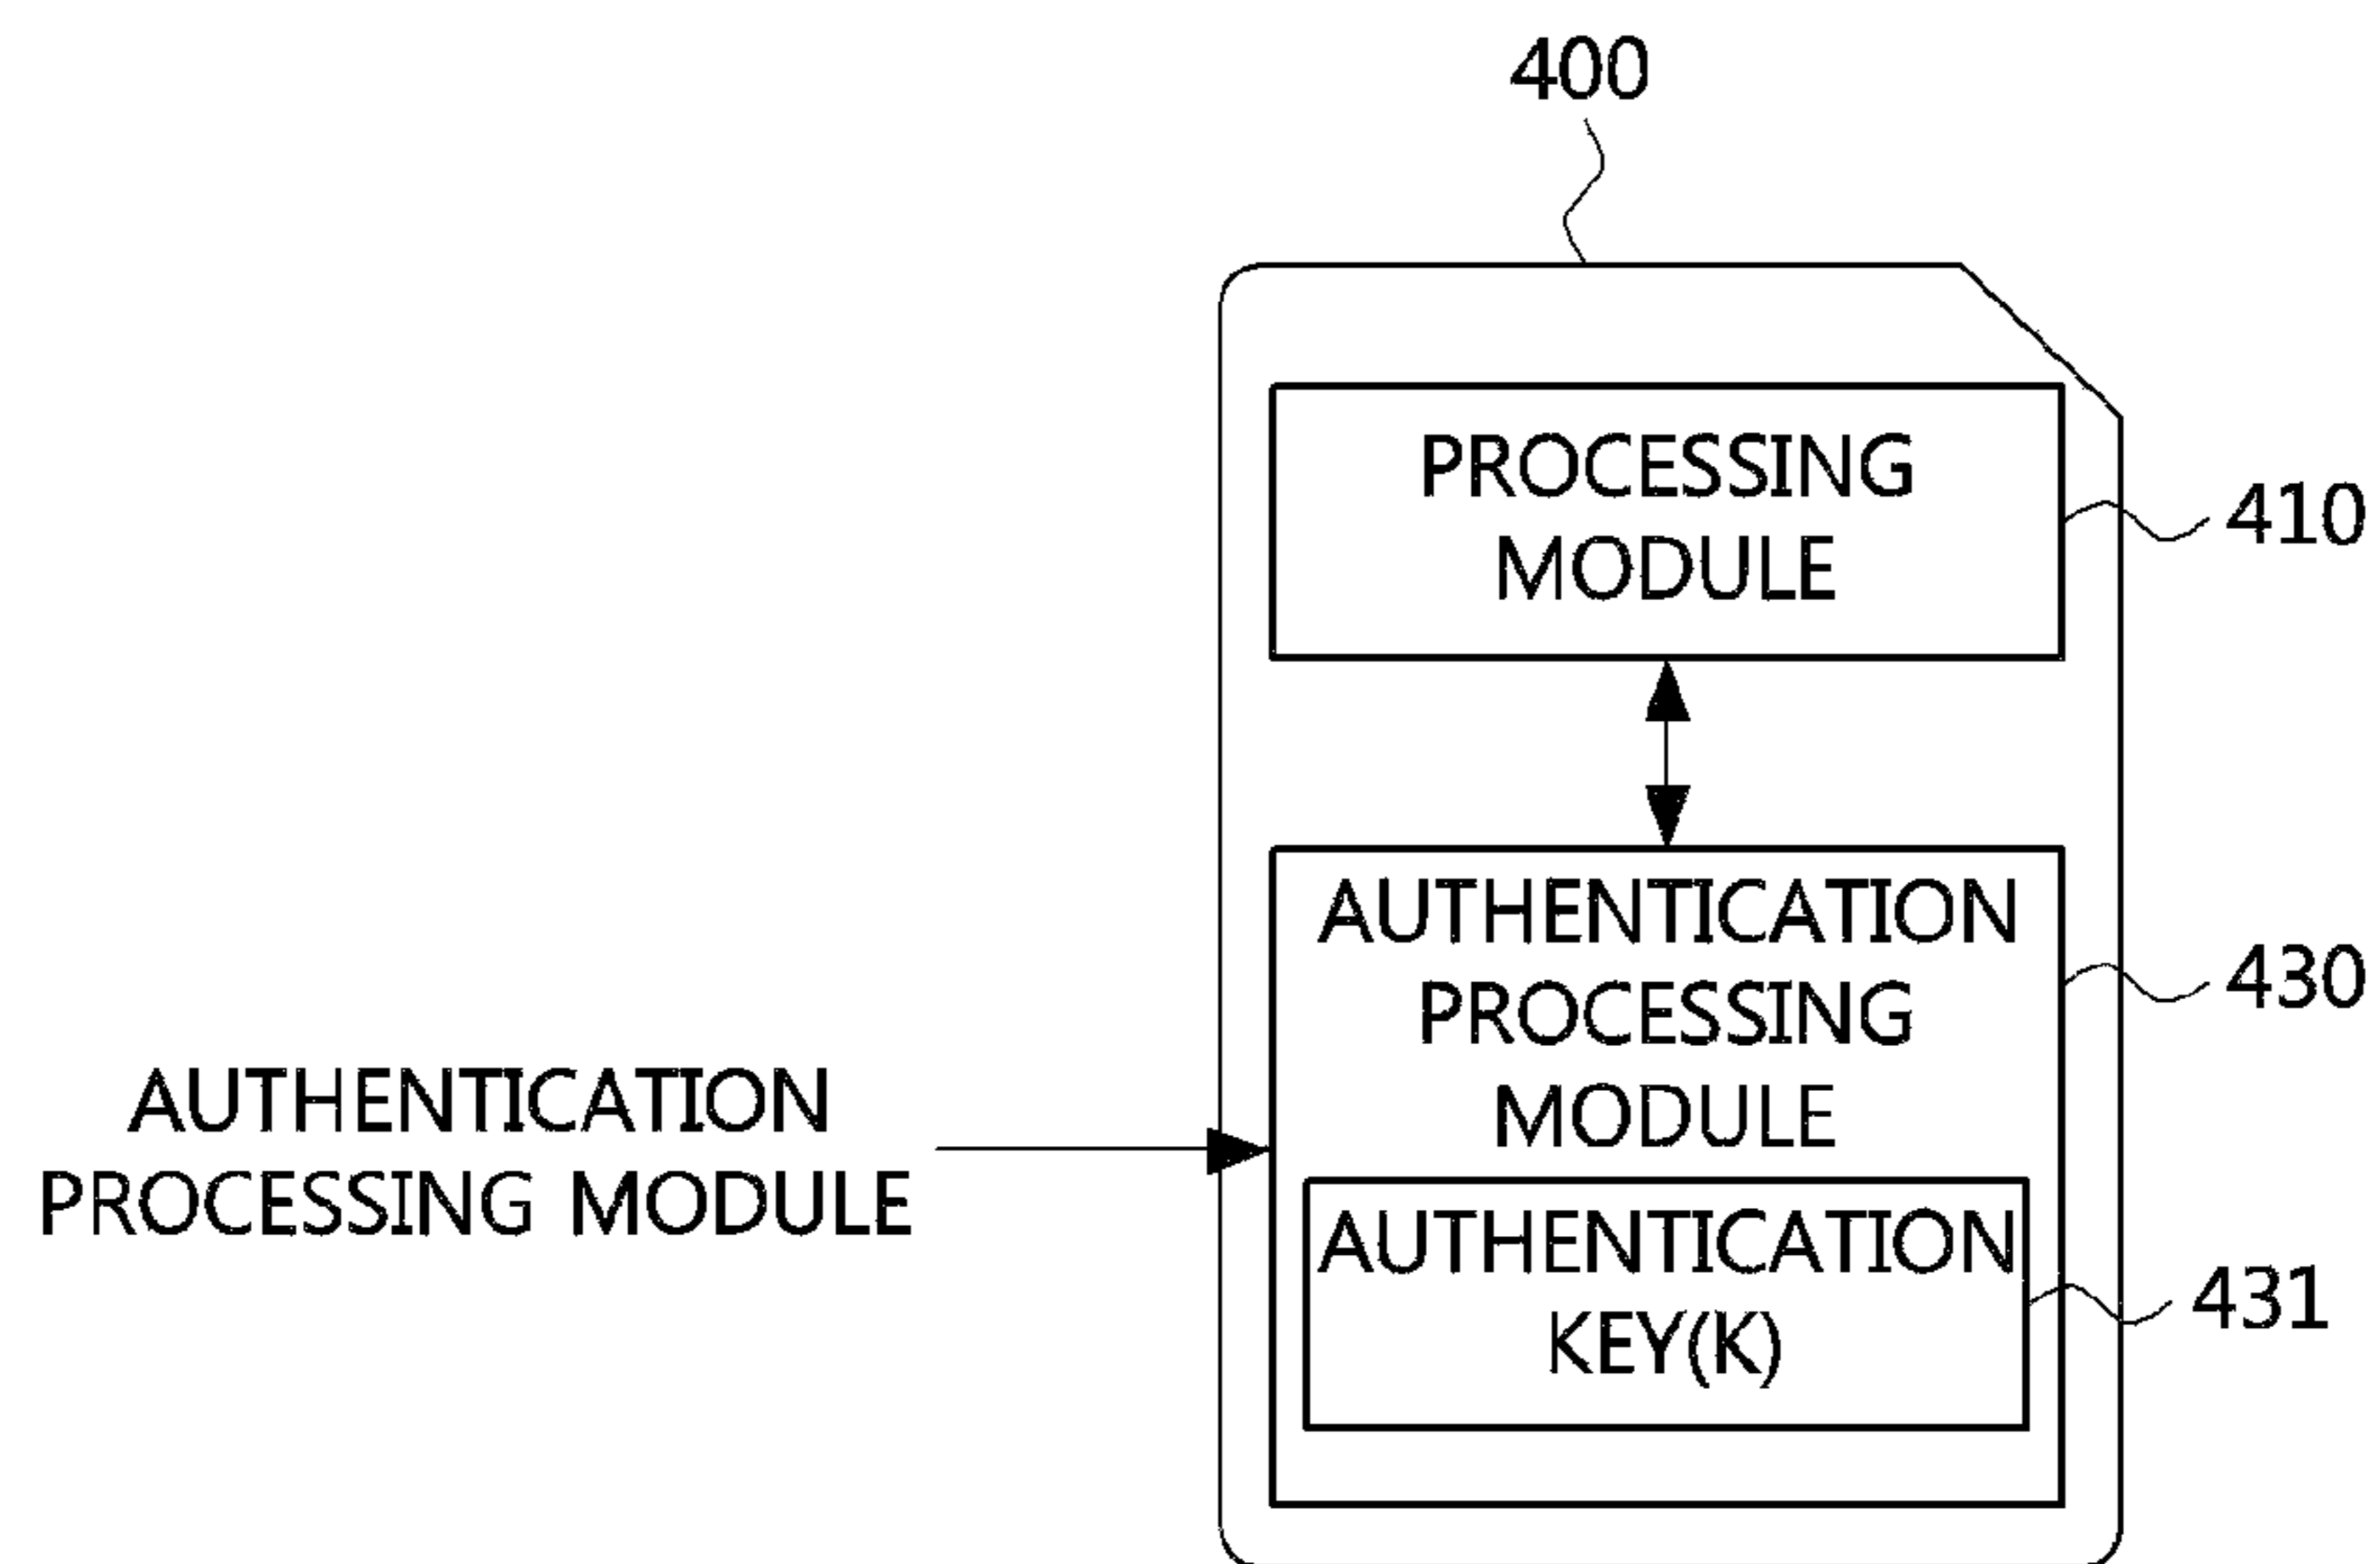 400
PROCESSING
MODULE
410
AUTHENTICATION
PROCESSING
MODULE
430
AUTHENTICATION
PROCESSING MODULE
AUTHENTICATION
KEY(K)
431